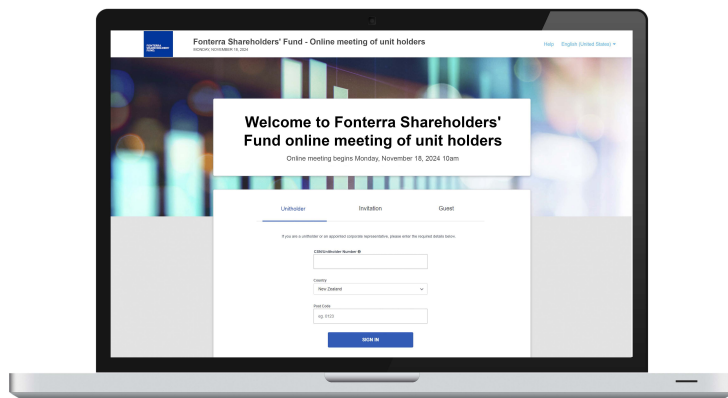 FONTERRA
SHAREHOLDERS'
FUND
Fonterra Shareholders' Fund - Online meeting of unit holders
MONDAY, NOVEMBER 18, 2024
Help English (United States)
Welcome to Fonterra Shareholders'
Fund online meeting of unit holders
Online meeting begins Monday, November 18, 2024 10am
Unitholder Invitation Guest
If you are a unitholder or an appointed corporate representative, please enter the required details below.
CSN/Unitholder Number
Country
New Zealand
Post Code
eg. 0123
SIGN IN